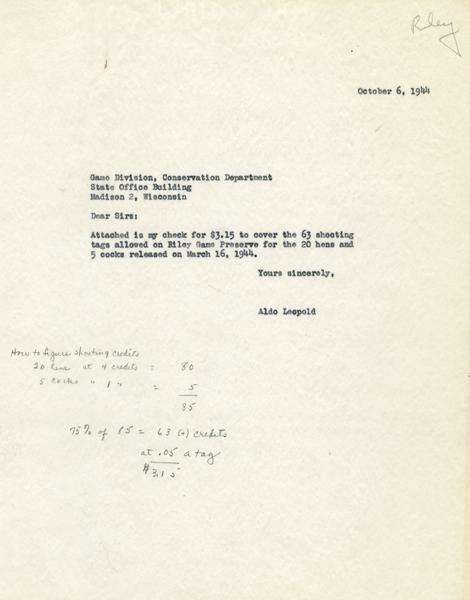 Riley
October 6, 1944
Game Division, Conservation Department
State Office Building
Madison 2, Wisconsin
Dear Sirs:
Attached is my check for $3.15 to cover the 63 shooting
tags allowed on Riley Game Preserve for the 20 hens and
5 cocks released on March 16, 1944.
Yours sincerely,
Aldo Leopold
How to figure shooting credits
20 hens at 4 credits = 80
5 cocks " 1 " = 5
85
75% of 85 = 63 (+) credits
at .05 a tag
$3.15